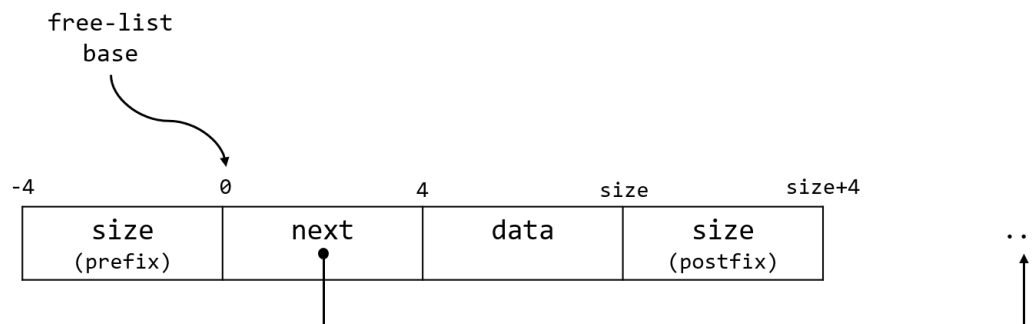 free-list
base
-4 0 4 size size+4
size next data size
(prefix) (postfix)
..